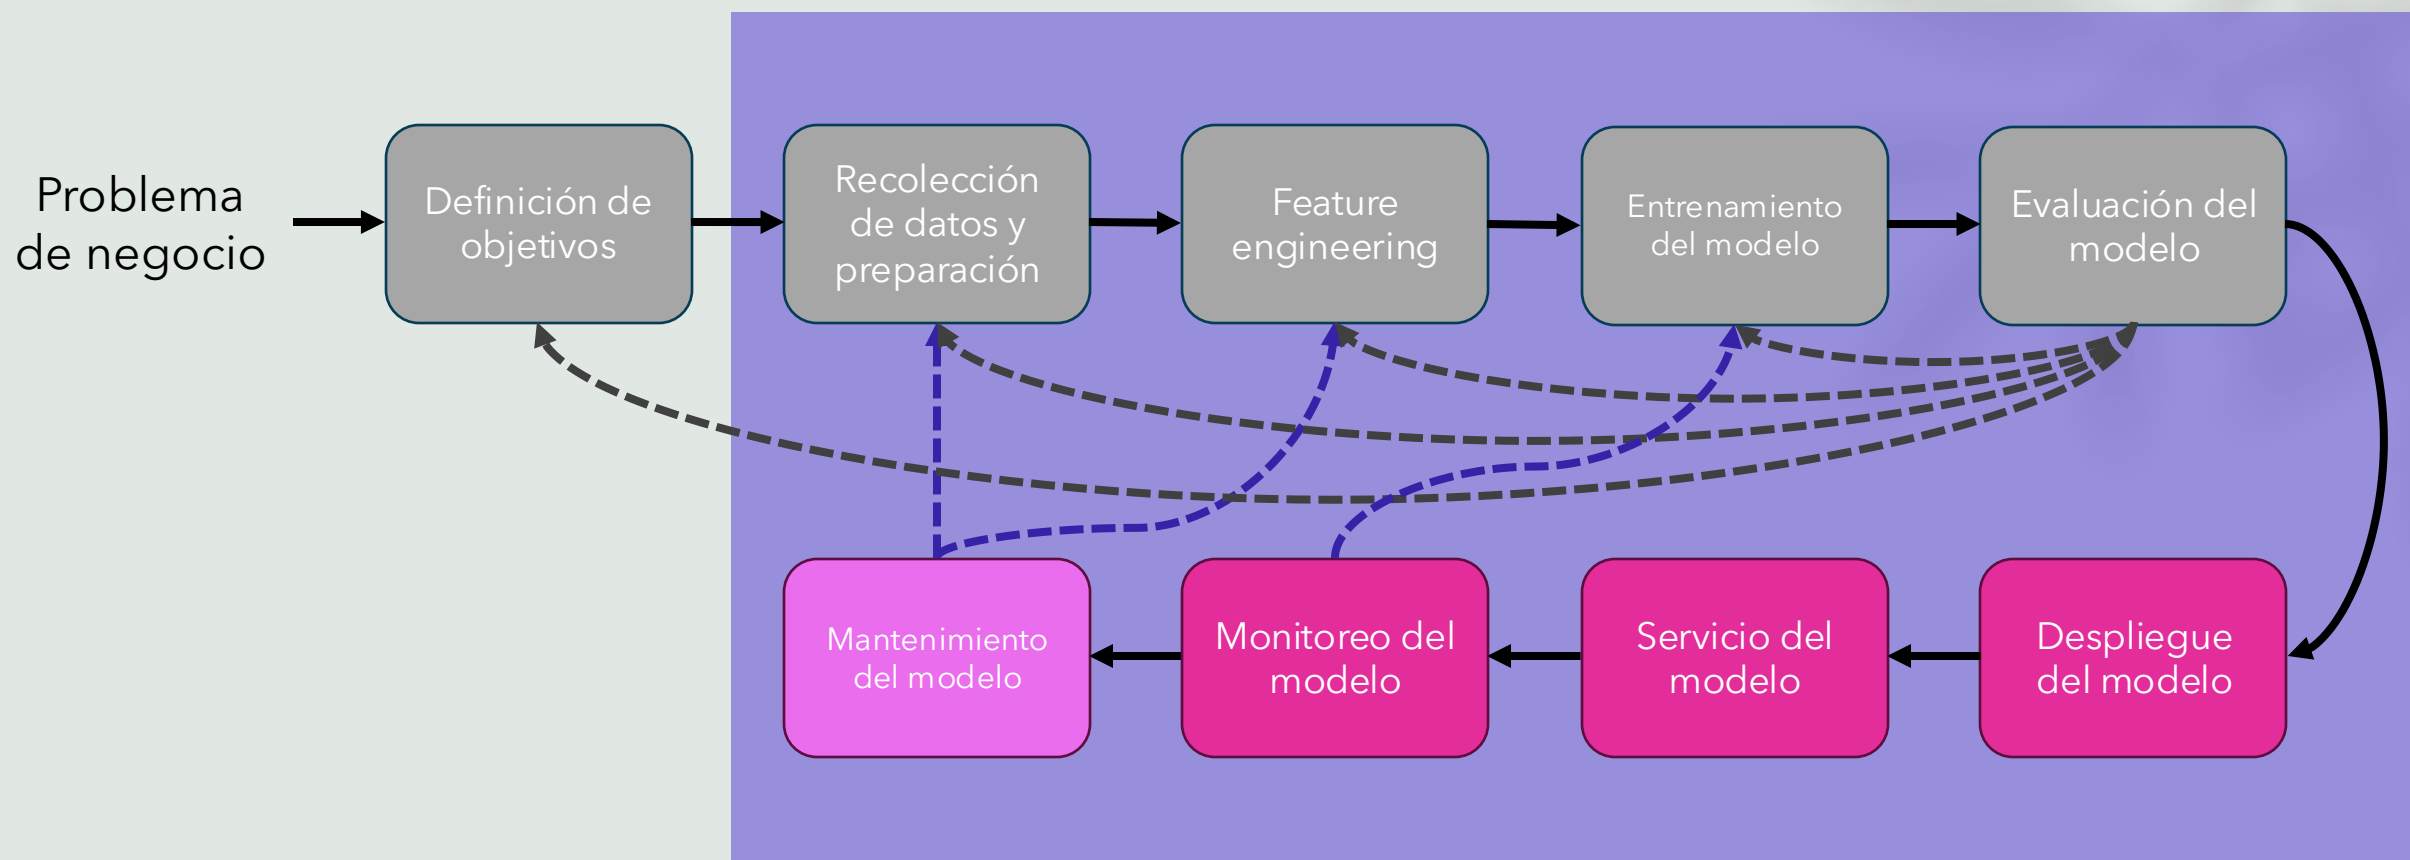 Problema
de negocio
Definición de
objetivos
Recolección
de datos y
preparación
Feature
engineering
Entrenamiento
del modelo
Evaluación del
modelo
Mantenimiento
del modelo
Monitoreo del
modelo
Servicio del
modelo
Despliegue
del modelo